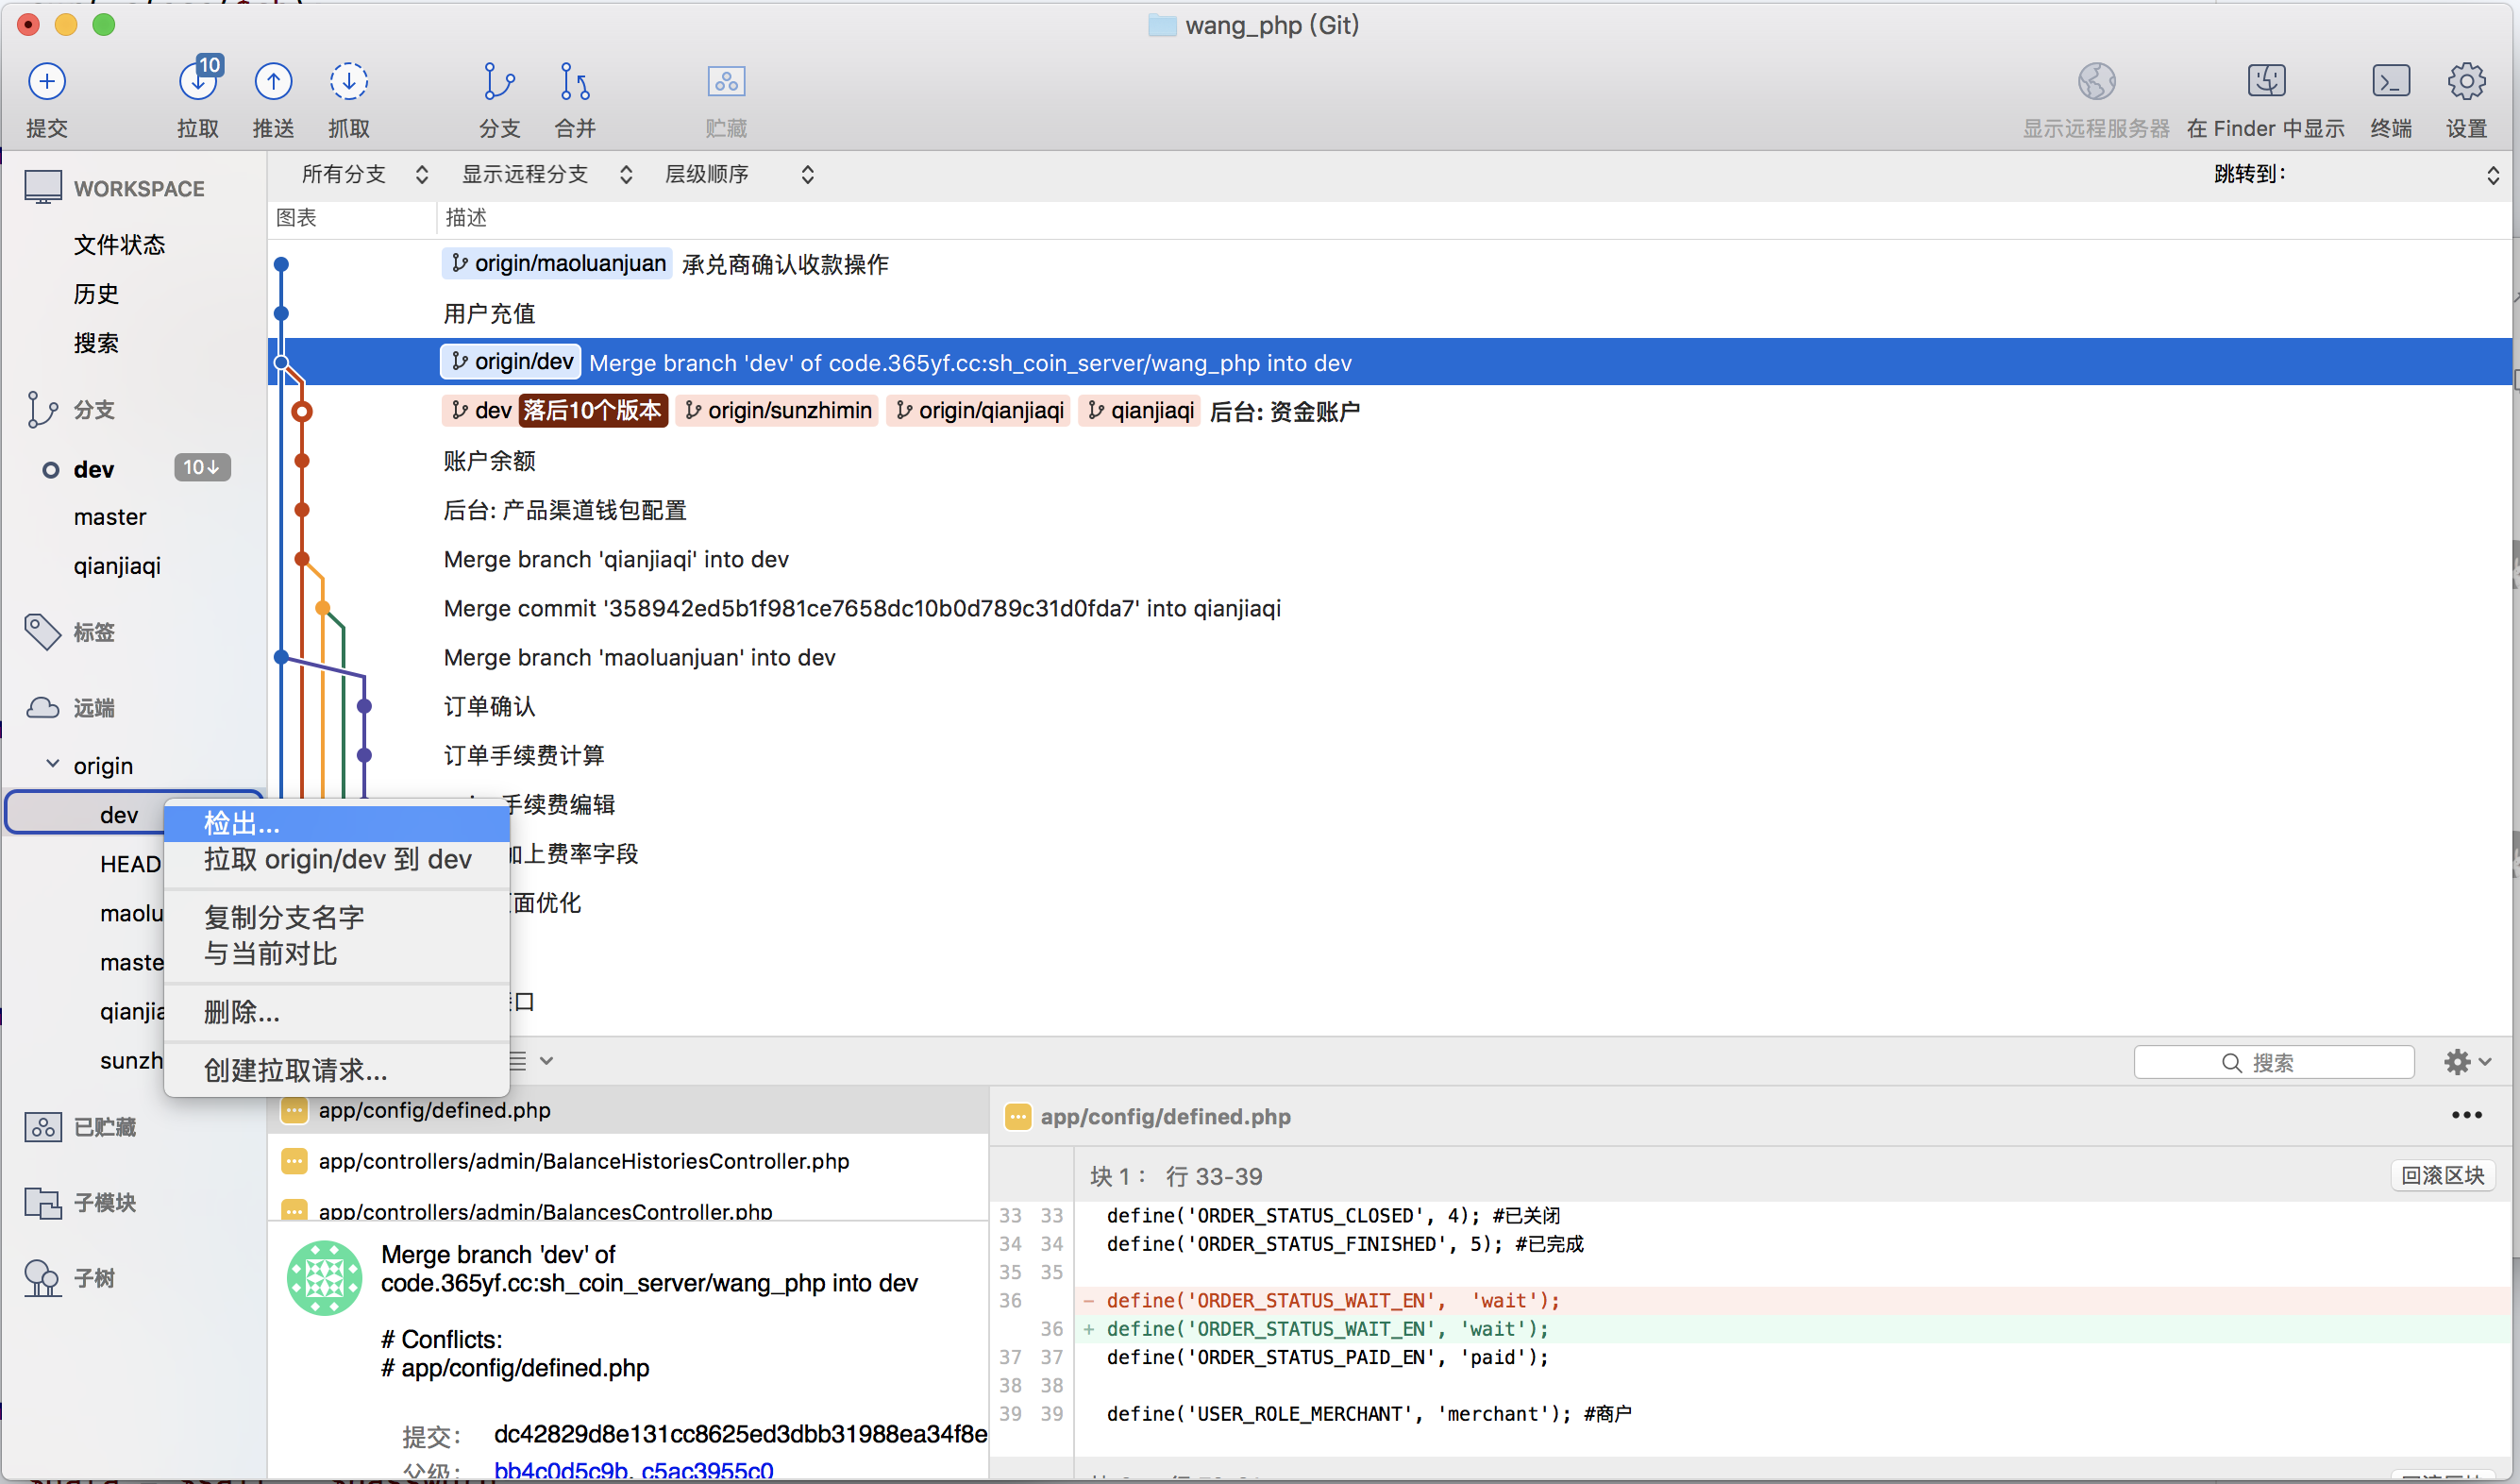 wang_php (Git)
10
提交
拉取
推送
抓取
分支
合并
贮藏
显示远程服务器
在 Finder 中显示
终端
设置
WORKSPACE
文件状态
历史
搜索
分支
dev 10↓
master
qianjiaqi
标签
远端
origin
dev
HEAD
maolu
maste
qianjia
sunzh
已贮藏
子模块
子树
所有分支
显示远程分支
层级顺序
跳转到:
图表
描述
origin/maoluanjuan 承兑商确认收款操作
用户充值
origin/dev Merge branch 'dev' of code.365yf.cc:sh_coin_server/wang_php into dev
dev 落后10个版本 origin/sunzhimin origin/qianjiaqi qianjiaqi 后台: 资金账户
账户余额
后台: 产品渠道钱包配置
Merge branch 'qianjiaqi' into dev
Merge commit '358942ed5b1f981ce7658dc10b0d789c31d0fda7' into qianjiaqi
Merge branch 'maoluanjuan' into dev
订单确认
订单手续费计算
手续费编辑
加上费率字段
面优化
口
检出...
拉取 origin/dev 到 dev
复制分支名字
与当前对比
删除...
创建拉取请求...
搜索
app/config/defined.php
app/controllers/admin/BalanceHistoriesController.php
app/controllers/admin/BalancesController.php
Merge branch 'dev' of
code.365yf.cc:sh_coin_server/wang_php into dev
# Conflicts:
# app/config/defined.php
提交: dc42829d8e131cc8625ed3dbb31988ea34f8e
父级: bb4c0d5c9b, c5ac3955c0
app/config/defined.php
块 1: 行 33-39
回滚区块
33 33 define('ORDER_STATUS_CLOSED', 4); #已关闭
34 34 define('ORDER_STATUS_FINISHED', 5); #已完成
35 35
36 - define('ORDER_STATUS_WAIT_EN',  'wait');
36 + define('ORDER_STATUS_WAIT_EN', 'wait');
37 37 define('ORDER_STATUS_PAID_EN', 'paid');
38 38
39 39 define('USER_ROLE_MERCHANT', 'merchant'); #商户